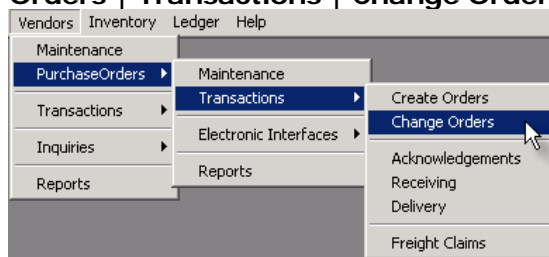 Orders | Transactions | Change Order
Vendors Inventory Ledger Help
Maintenance
PurchaseOrders
Transactions
Inquiries
Reports
Maintenance
Transactions
Electronic Interfaces
Reports
Create Orders
Change Orders
Acknowledgements
Receiving
Delivery
Freight Claims